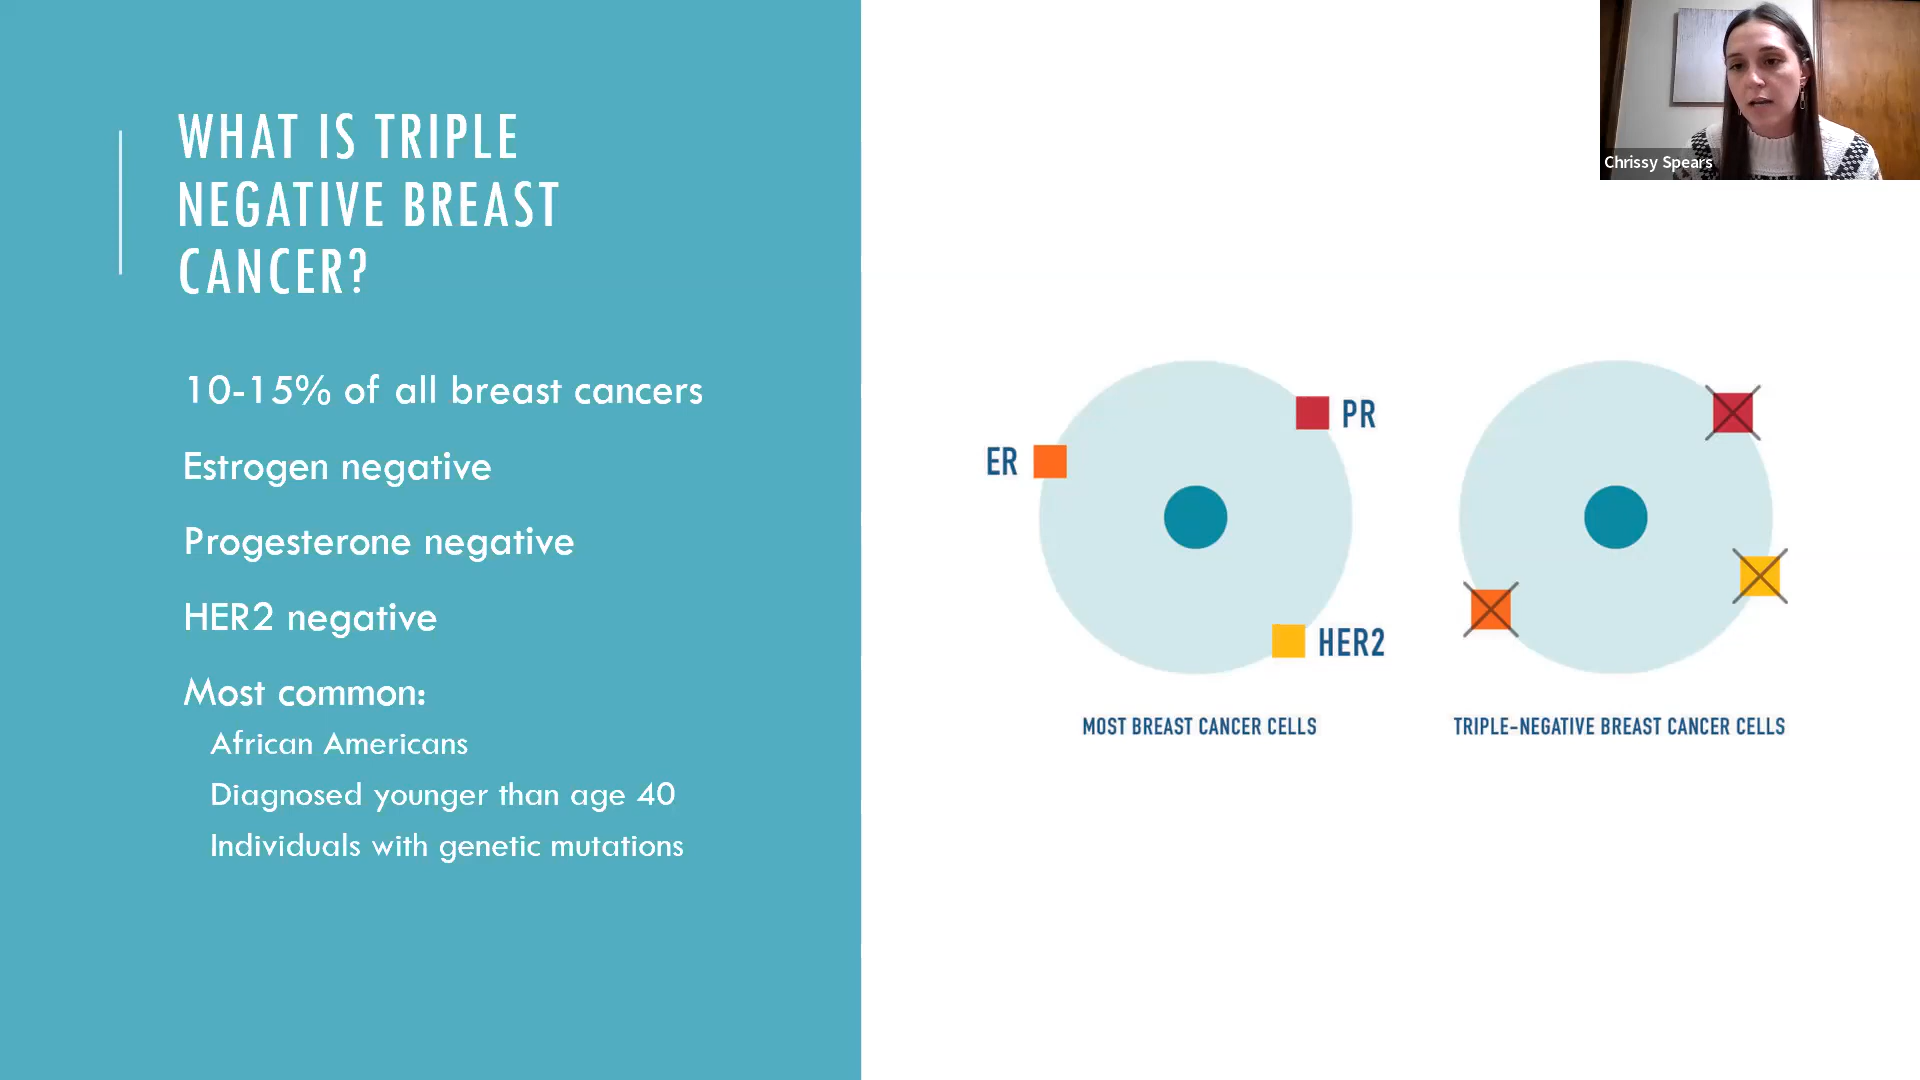 WHAT IS TRIPLE
NEGATIVE BREAST
CANCER?
10-15% of all breast cancers
Estrogen negative
Progesterone negative
HER2 negative
Most common:
African Americans
Diagnosed younger than age 40
Individuals with genetic mutations
PR
ER
HER2
MOST BREAST CANCER CELLS
TRIPLE-NEGATIVE BREAST CANCER CELLS
Chrissy Spears